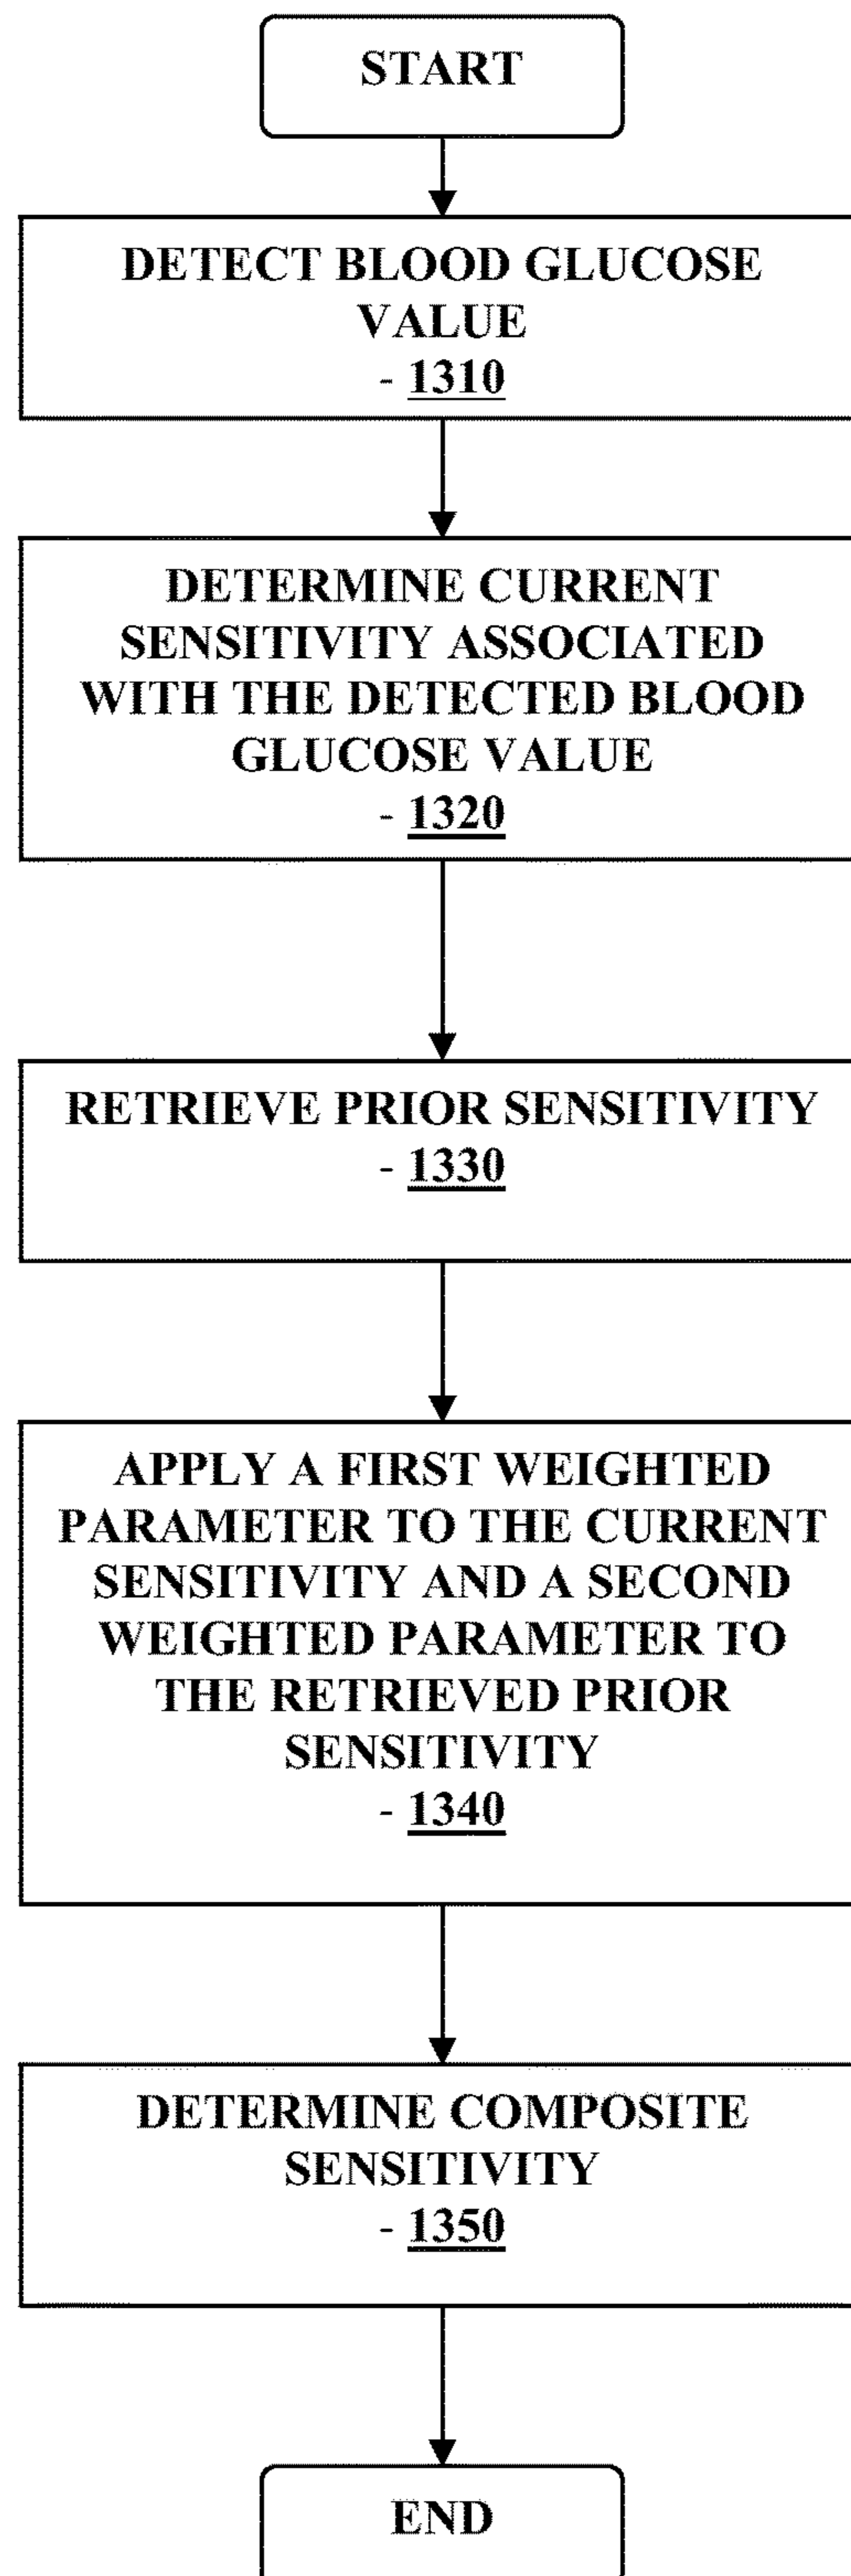 START
DETECT BLOOD GLUCOSE
VALUE
- 1310
DETERMINE CURRENT
SENSITIVITY ASSOCIATED
WITH THE DETECTED BLOOD
GLUCOSE VALUE
- 1320
RETRIEVE PRIOR SENSITIVITY
- 1330
APPLY A FIRST WEIGHTED
PARAMETER TO THE CURRENT
SENSITIVITY AND A SECOND
WEIGHTED PARAMETER TO
THE RETRIEVED PRIOR
SENSITIVITY
- 1340
DETERMINE COMPOSITE
SENSITIVITY
- 1350
END